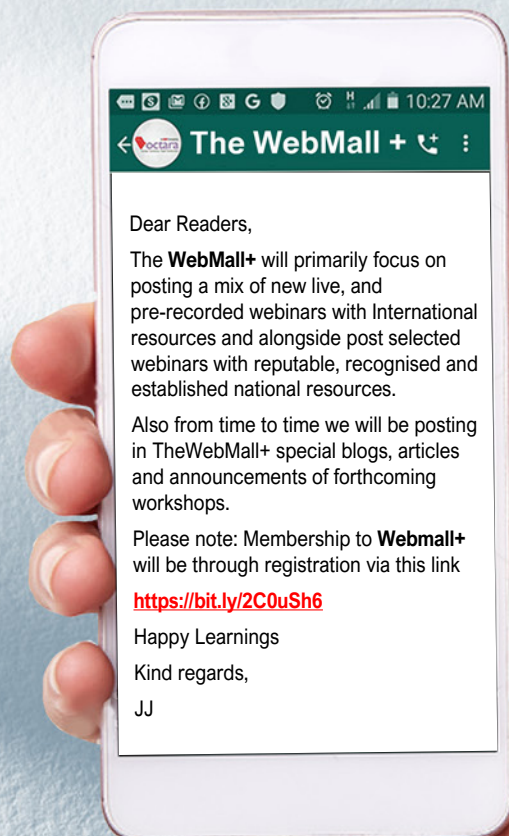 10:27 AM
octara
The WebMall +
Dear Readers,
The WebMall+ will primarily focus on
posting a mix of new live, and
pre-recorded webinars with International
resources and alongside post selected
webinars with reputable, recognised and
established national resources.
Also from time to time we will be posting
in TheWebMall+ special blogs, articles
and announcements of forthcoming
workshops.
Please note: Membership to Webmall+
will be through registration via this link
https://bit.ly/2C0uSh6
Happy Learnings
Kind regards,
JJ